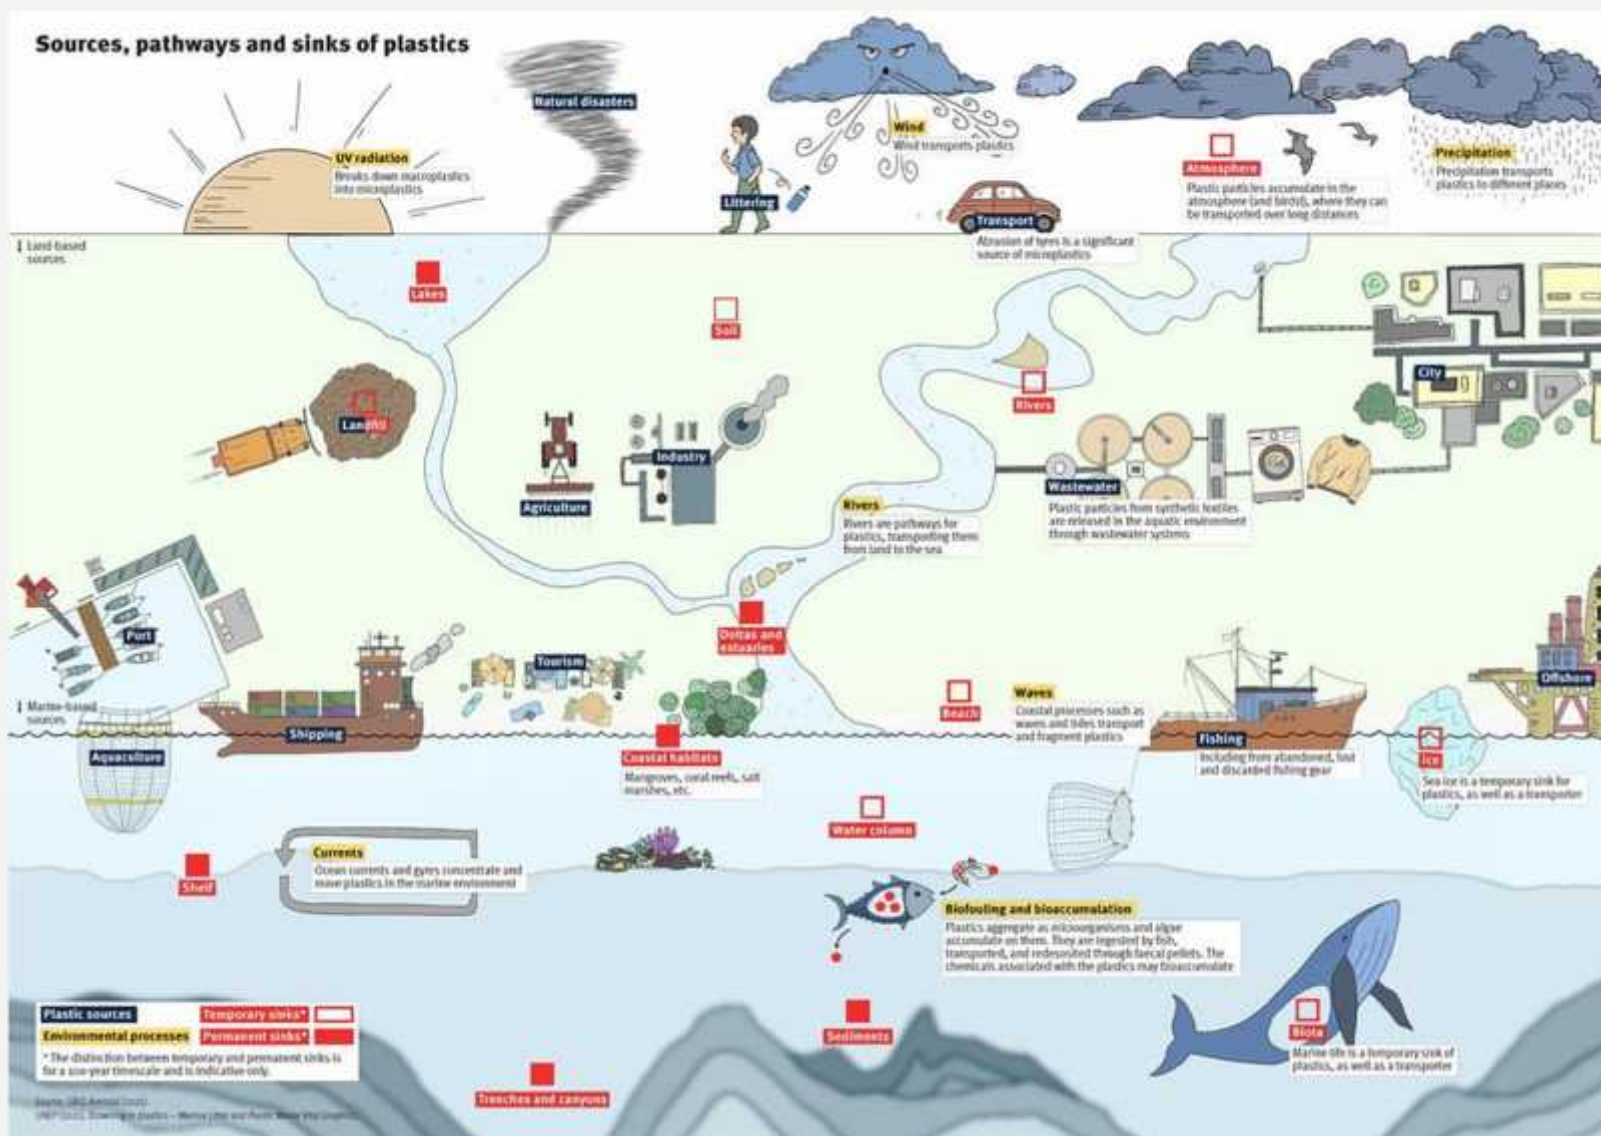 Sources, pathways and sinks of plastics
Natural disasters
UV radiation
Breaks down macroplastics
into microplastics
Littering
Wind
Wind transports plastics
Transport
Abrasion of tyres is a significant
source of microplastics
Atmosphere
Plastic particles accumulate in the
atmosphere (and birds!), where they can
be transported over long distances
Precipitation
Precipitation transports
plastics to different places
Land-based
sources
Lakes
Soil
Rivers
City
Landfill
Industry
Agriculture
Wastewater
Plastic particles from synthetic textiles
are released in the aquatic environment
through wastewater systems
Rivers
Rivers are pathways for
plastics, transporting them
from land to the sea
Port
Deltas and
estuaries
Tourism
Offshore
Marine-based
sources
Shipping
Beach
Waves
Coastal processes such as
waves and tides transport
and fragment plastics
Fishing
Including from abandoned, lost
and discarded fishing gear
Aquaculture
Coastal habitats
Mangroves, coral reefs, salt
marshes, etc.
Ice
Sea ice is a temporary sink for
plastics, as well as a transporter
Water column
Shelf
Currents
Ocean currents and gyres concentrate and
move plastics in the marine environment
Biofouling and bioaccumulation
Plastics aggregate as microorganisms and algae
accumulate on them. They are ingested by fish,
transported, and redeposited through faecal pellets. The
chemicals associated with the plastics may bioaccumulate
Sediments
Biota
Marine life is a temporary sink of
plastics, as well as a transporter
Trenches and canyons
Plastic sources
Temporary sinks*
Environmental processes
Permanent sinks*
* The distinction between temporary and permanent sinks is
for a 100-year timescale and is indicative only.